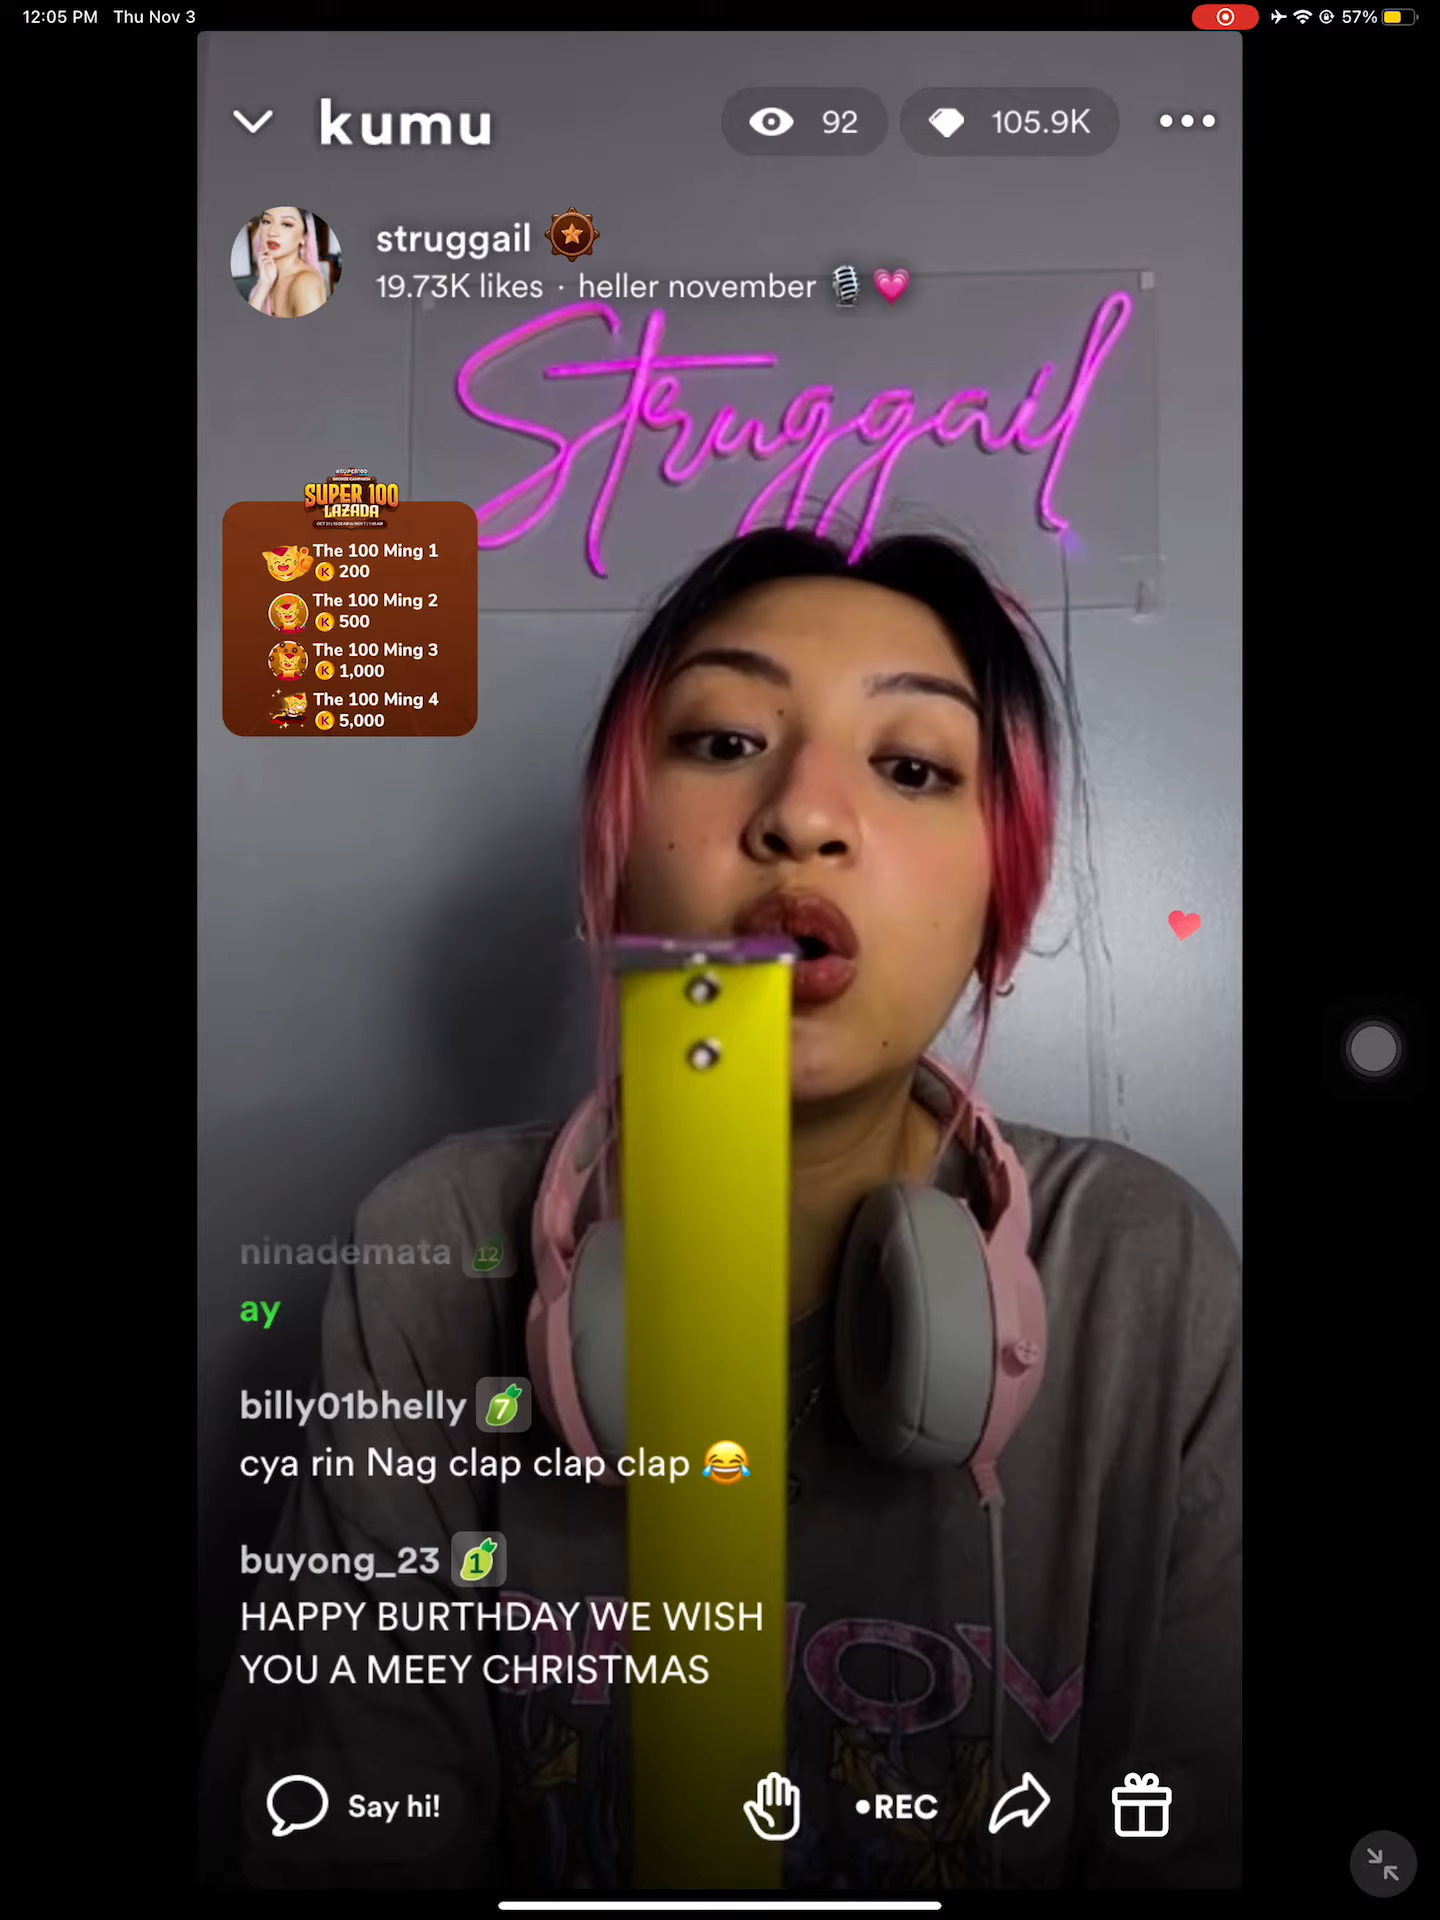 12:05 PM Thu Nov 3
57%
kumu
92
105.9K
struggail
19.73K likes · heller november 🎙️ 💗
Struggail
#SUPER100
BRONZE CAMPAIGN
SUPER 100
LAZADA
The 100 Ming 1
K 200
The 100 Ming 2
K 500
The 100 Ming 3
K 1,000
The 100 Ming 4
K 5,000
ninademata 12
ay
billy01bhelly 7
cya rin Nag clap clap clap 😂
buyong_23 1
HAPPY BURTHDAY WE WISH
YOU A MEEY CHRISTMAS
Say hi!
•REC